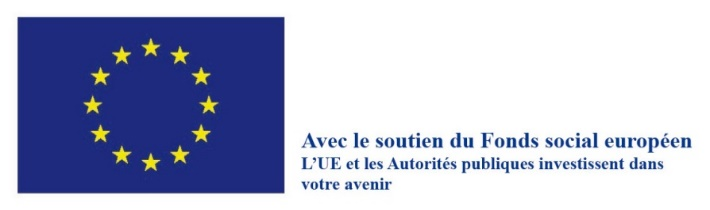 Avec le soutien du Fonds social européen
L’UE et les Autorités publiques investissent dans
votre avenir